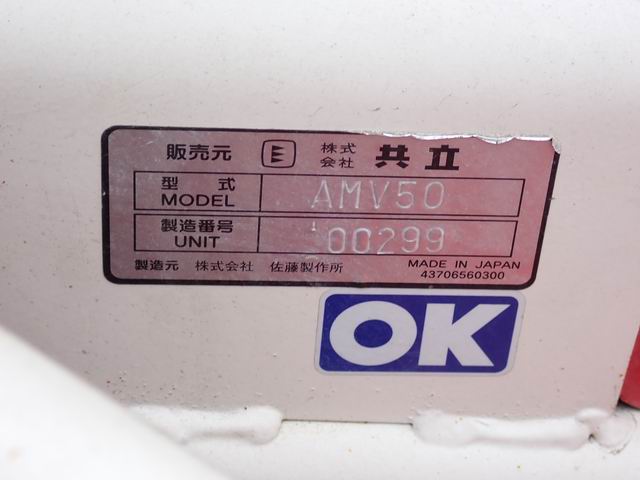 販売元 株式会社 共立
型式 MODEL AMV50
製造番号 UNIT 00299
製造元 株式会社 佐藤製作所
MADE IN JAPAN
43706560300
OK